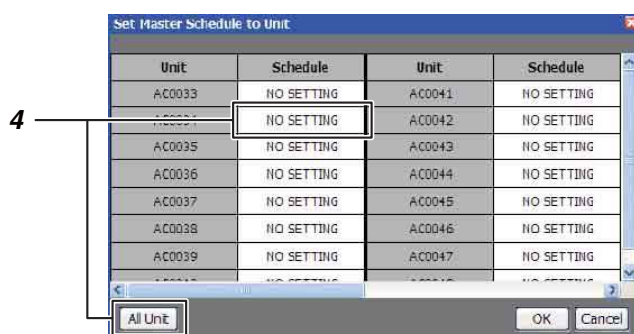 Set Master Schedule to Unit
Unit Schedule Unit Schedule
AC0033 NO SETTING AC0041 NO SETTING
4 NO SETTING AC0042 NO SETTING
AC0035 NO SETTING AC0043 NO SETTING
AC0036 NO SETTING AC0044 NO SETTING
AC0037 NO SETTING AC0045 NO SETTING
AC0038 NO SETTING AC0046 NO SETTING
AC0039 NO SETTING AC0047 NO SETTING
All Unit OK Cancel